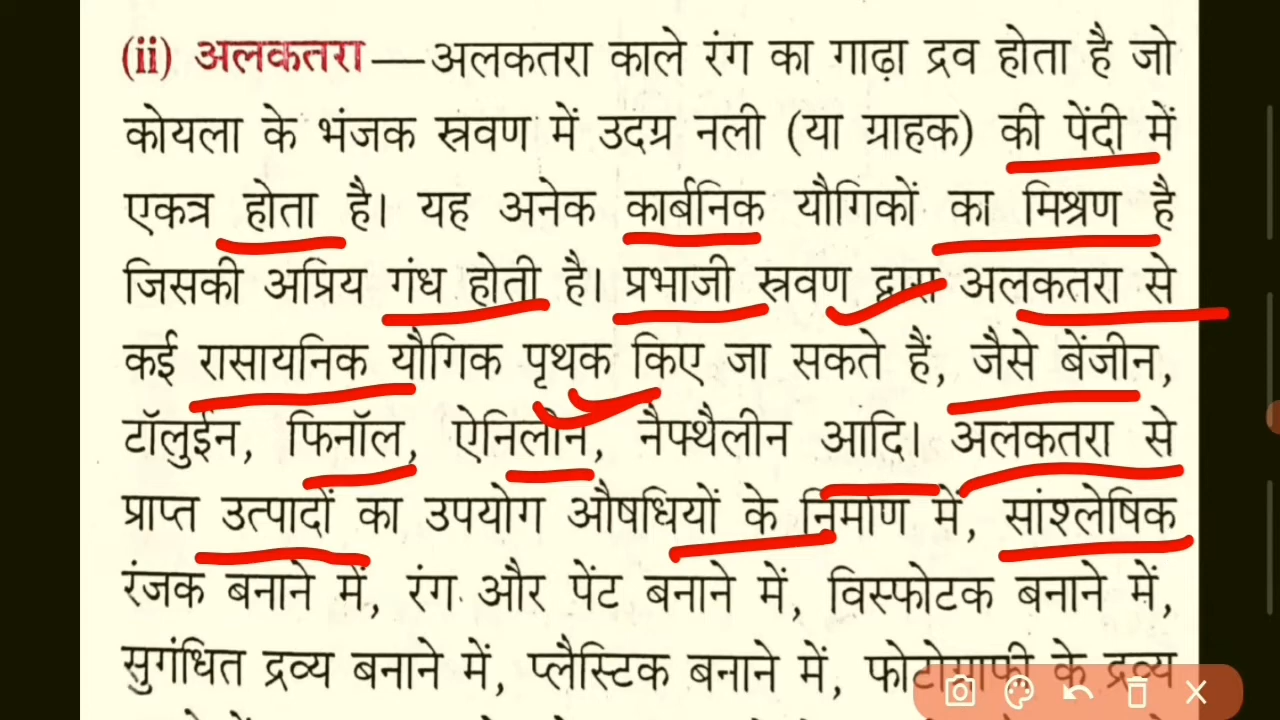 (ii) अलकतरा—अलकतरा काले रंग का गाढ़ा द्रव होता है जो
कोयला के भंजक स्रवण में उदग्र नली (या ग्राहक) की पेंदी में
एकत्र होता है। यह अनेक कार्बनिक यौगिकों का मिश्रण है
जिसकी अप्रिय गंध होती है। प्रभाजी स्रवण द्वारा अलकतरा से
कई रासायनिक यौगिक पृथक किए जा सकते हैं, जैसे बेंजीन,
टॉलुईन, फिनॉल, ऐनिलीन, नैफ्थैलीन आदि। अलकतरा से
प्राप्त उत्पादों का उपयोग औषधियों के निर्माण में, सांश्लेषिक
रंजक बनाने में, रंग और पेंट बनाने में, विस्फोटक बनाने में,
सुगंधित द्रव्य बनाने में, प्लैस्टिक बनाने में, फोटोग्राफी के द्रव्य